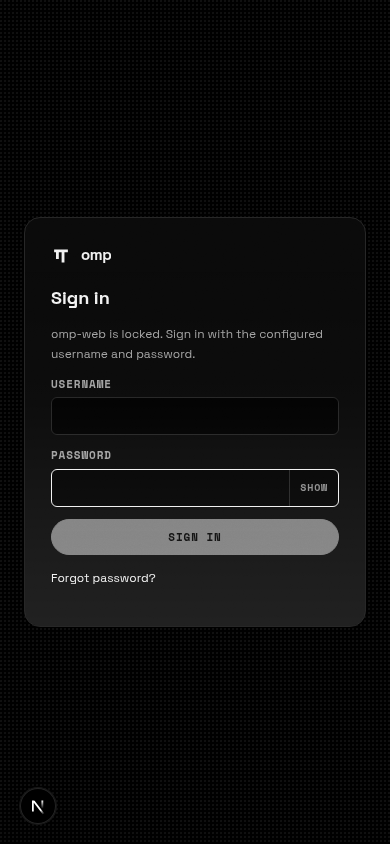 omp
Sign in
omp-web is locked. Sign in with the configured
username and password.
USERNAME
PASSWORD
SHOW
SIGN IN
Forgot password?
N